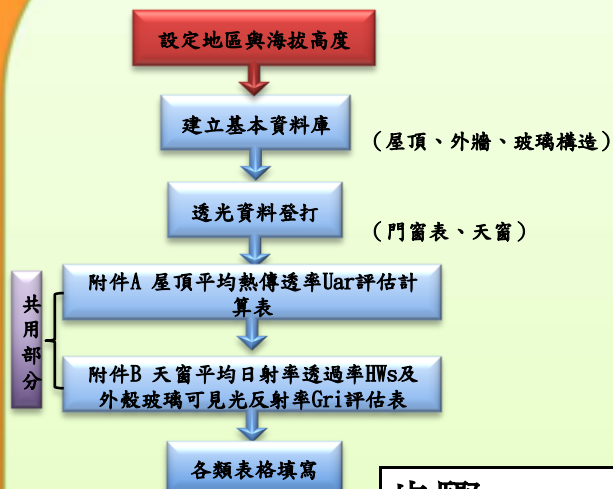 設定地區與海拔高度
建立基本資料庫
(屋頂、外牆、玻璃構造)
透光資料登打
(門窗表、天窗)
共用部分
附件A 屋頂平均熱傳透率Uar評估計
算表
附件B 天窗平均日射率透過率HWs及
外殼玻璃可見光反射率Gri評估表
各類表格填寫